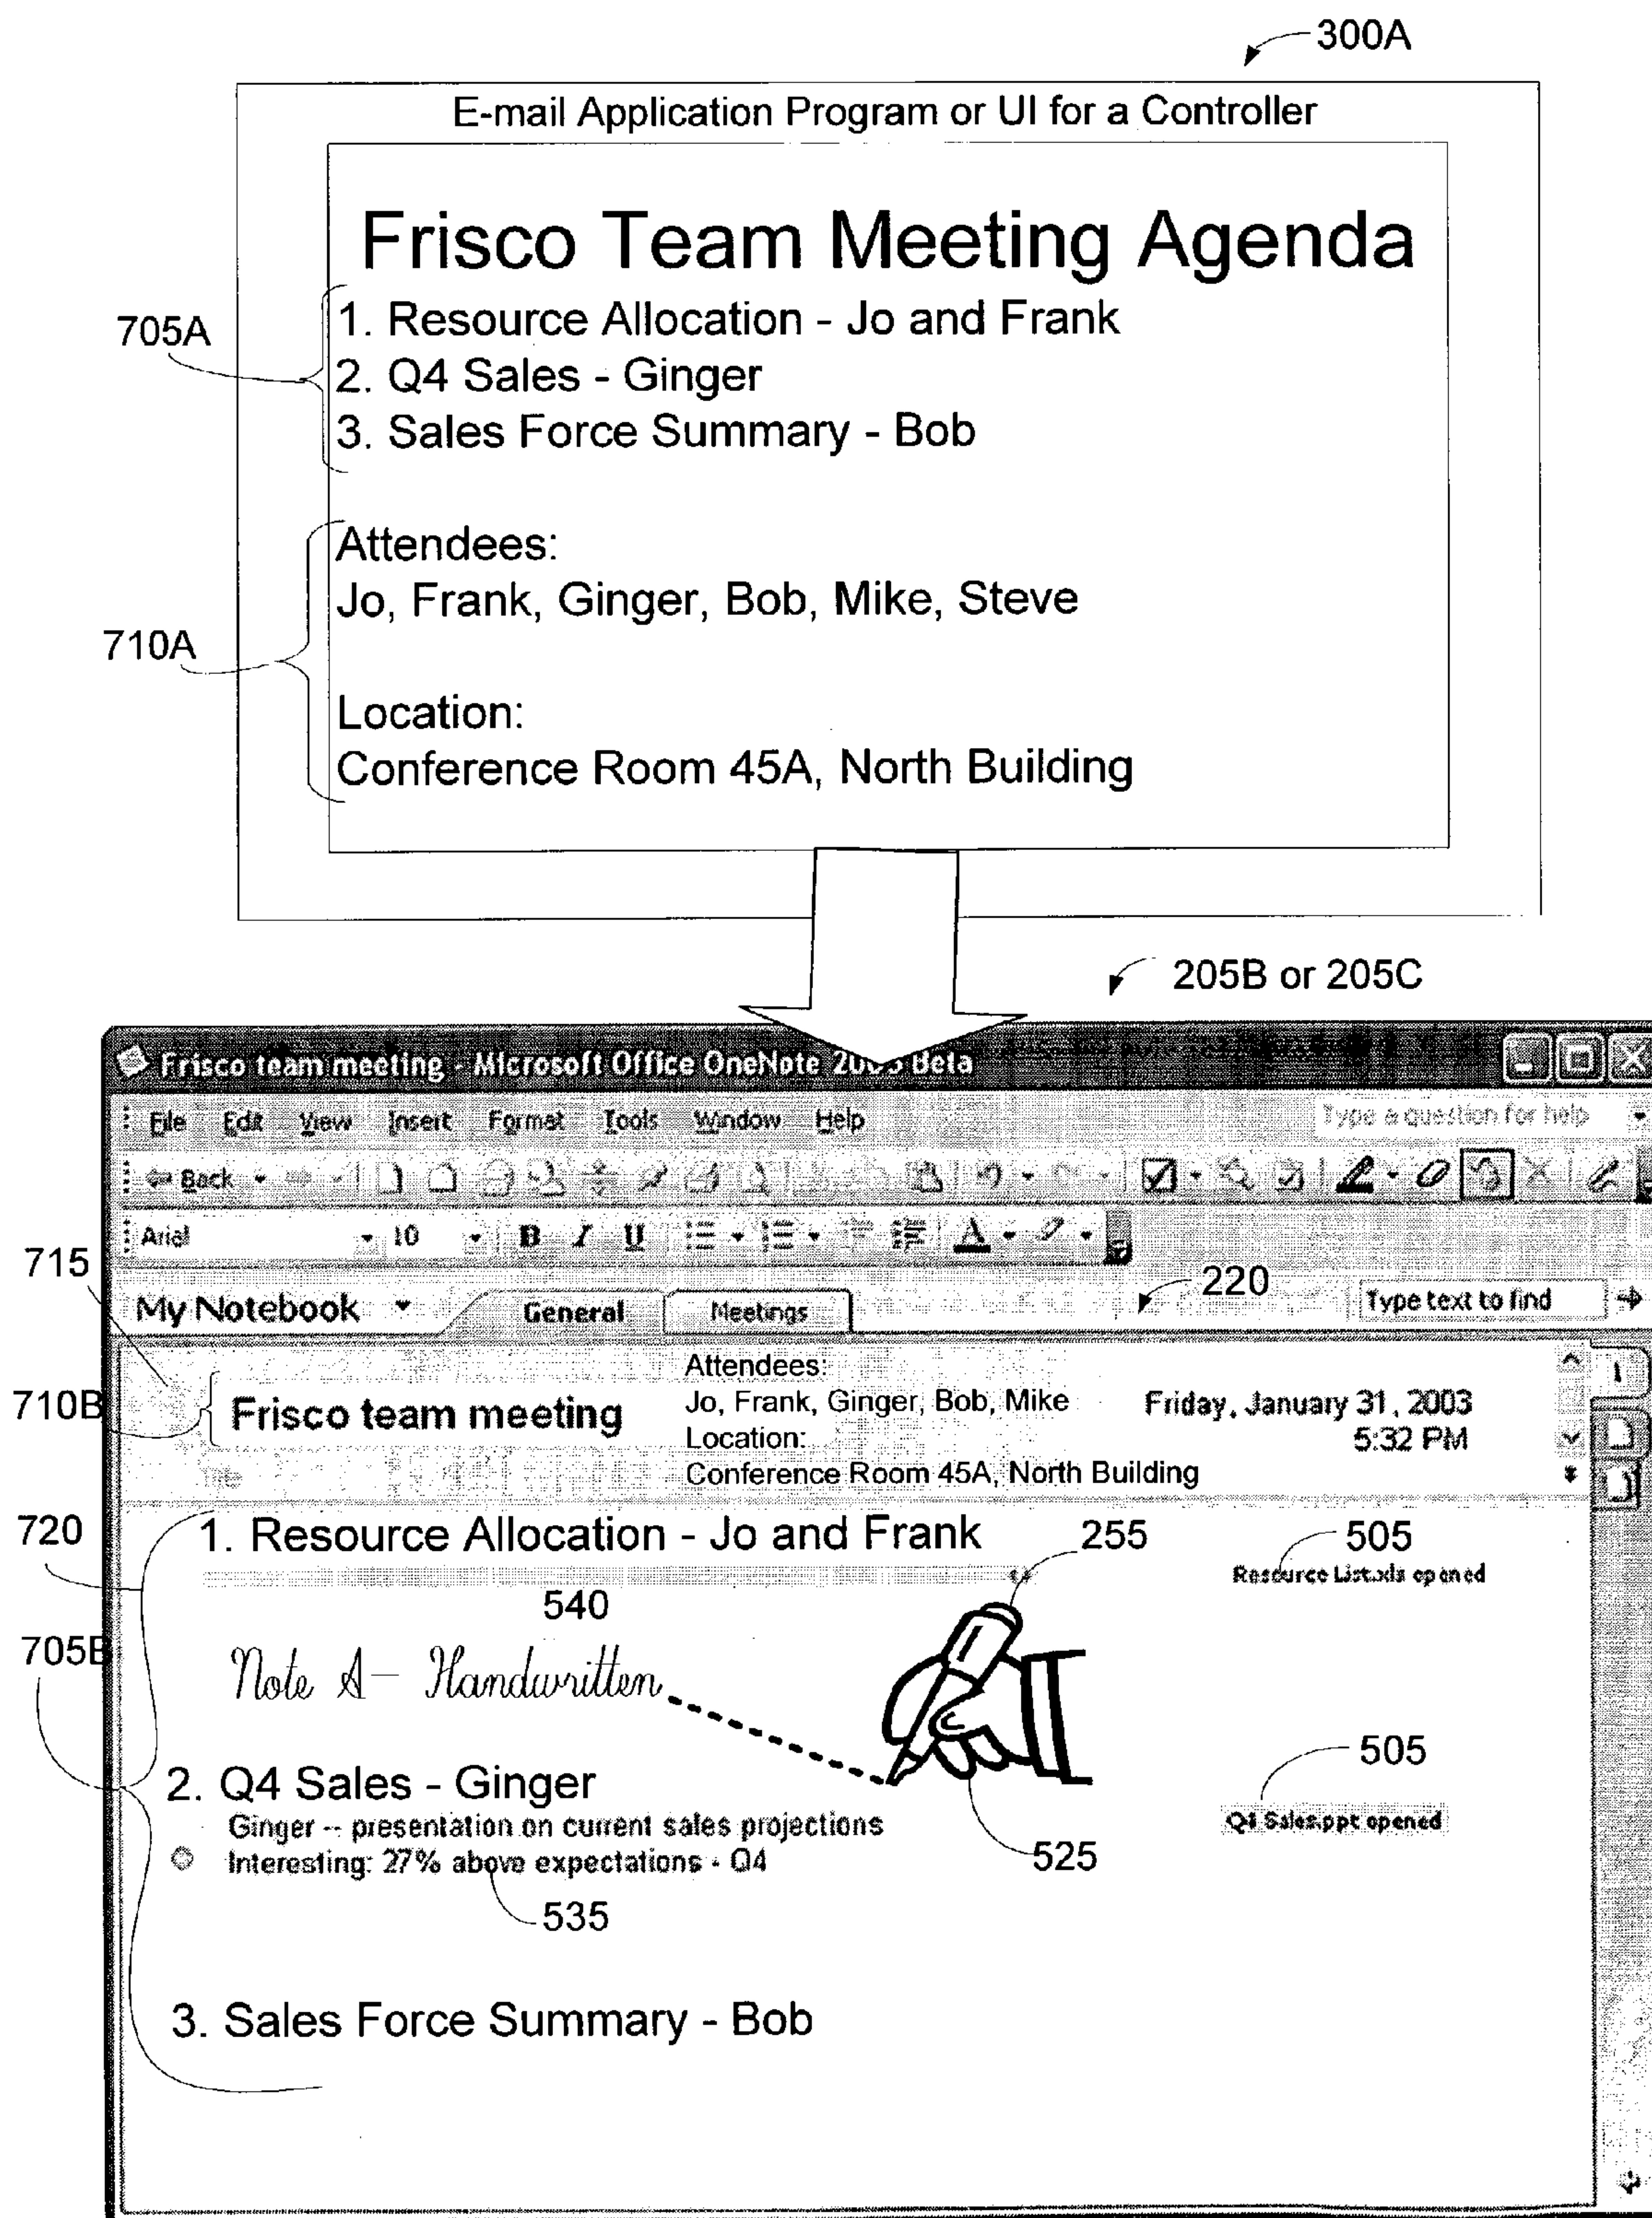 300A
E-mail Application Program or UI for a Controller
Frisco Team Meeting Agenda
705A
1. Resource Allocation - Jo and Frank
2. Q4 Sales - Ginger
3. Sales Force Summary - Bob
710A
Attendees:
Jo, Frank, Ginger, Bob, Mike, Steve
Location:
Conference Room 45A, North Building
205B or 205C
Frisco team meeting - Microsoft Office OneNote Beta
File Edit View Insert Format Tools Window Help Type a question for help
Back
Arial 10 B I U A
715
220
My Notebook General Meetings Type text to find
710B
Frisco team meeting
Title
Attendees:
Jo, Frank, Ginger, Bob, Mike
Location:
Conference Room 45A, North Building
Friday, January 31, 2003
5:32 PM
1
720
1. Resource Allocation - Jo and Frank
255
505
Resource List.xls opened
540
705B
Note A - Handwritten
505
2. Q4 Sales - Ginger
Ginger -- presentation on current sales projections
Q4 Sales.ppt opened
Interesting: 27% above expectations - Q4
525
535
3. Sales Force Summary - Bob